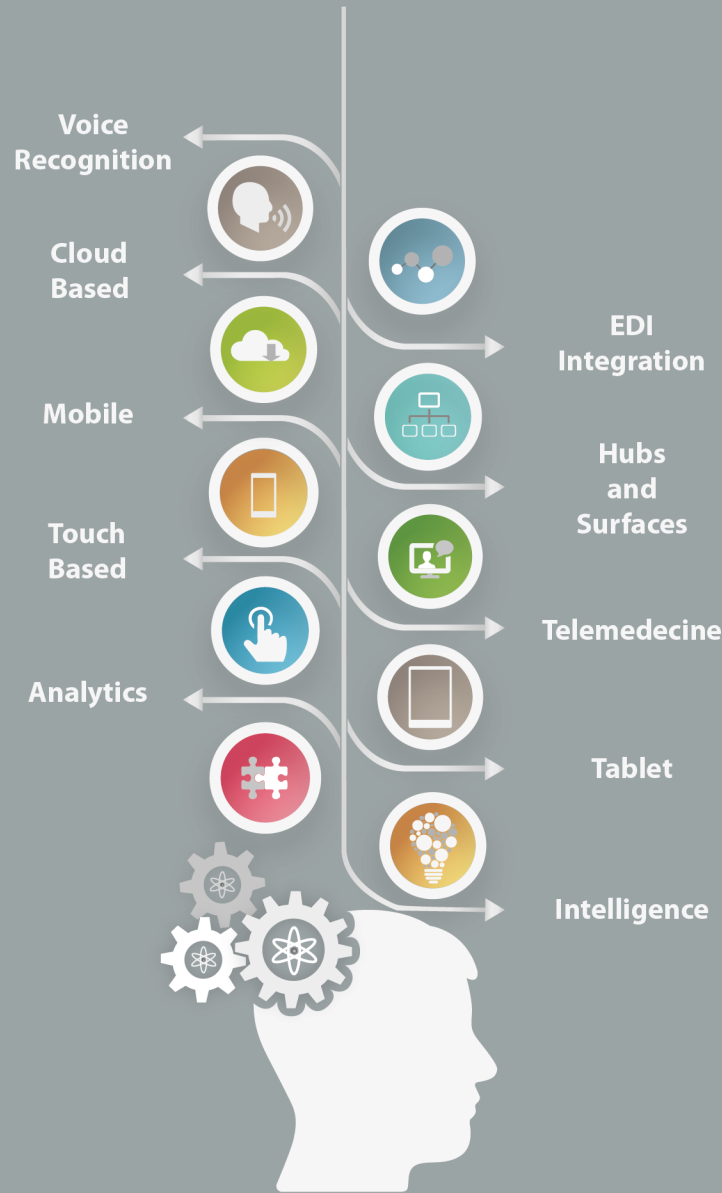 Voice
Recognition
Cloud
Based
Mobile
Touch
Based
Analytics
EDI
Integration
Hubs
and
Surfaces
Telemedecine
Tablet
Intelligence